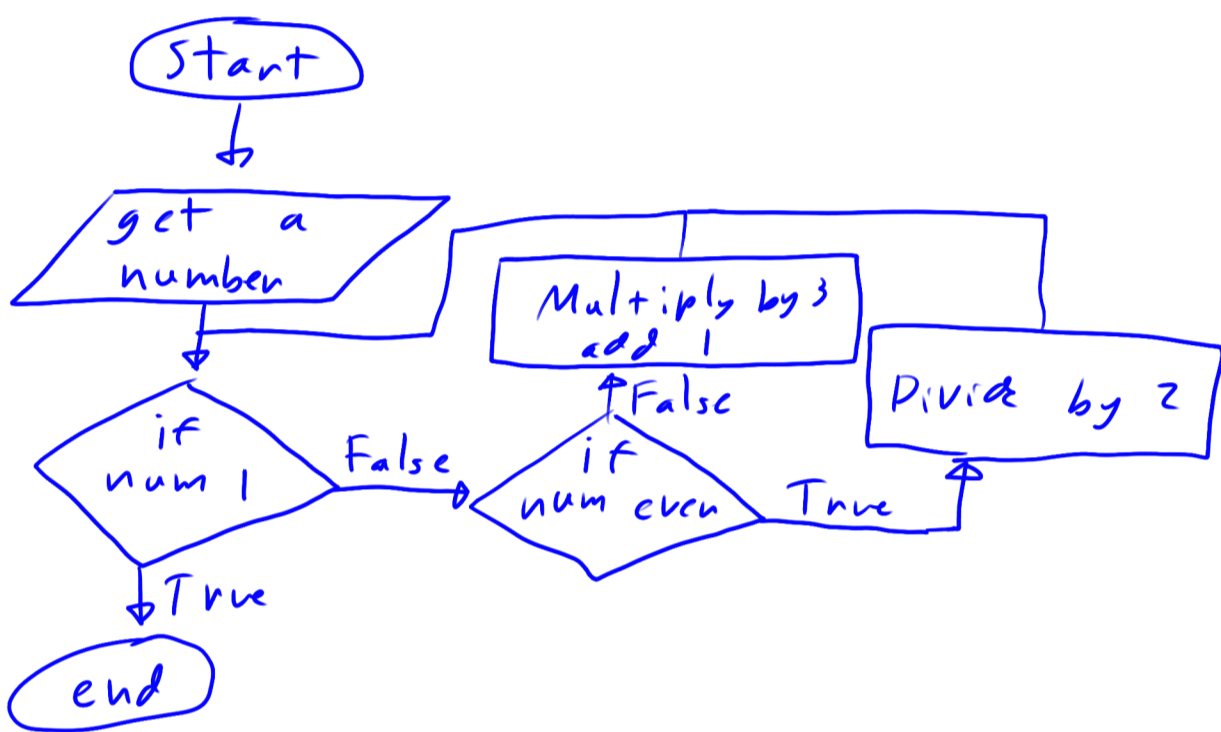 Start
get a
number
Multiply by 3
add 1
Divide by 2
if
num 1
False
False
if
num even
True
True
end